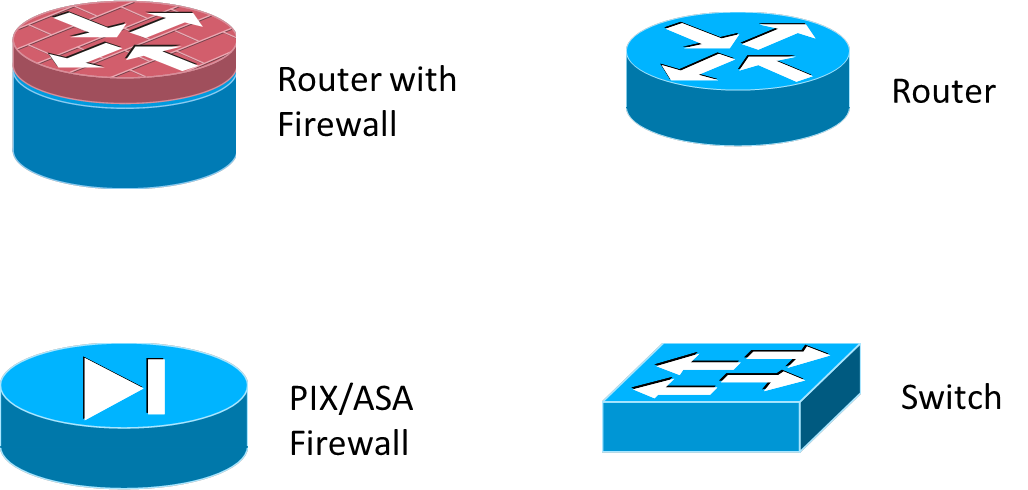 Router with
Firewall
Router
PIX/ASA
Firewall
Switch